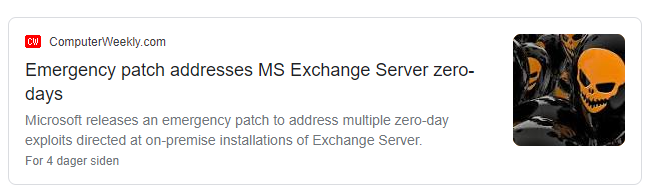 CW ComputerWeekly.com
Emergency patch addresses MS Exchange Server zero-
days
Microsoft releases an emergency patch to address multiple zero-day
exploits directed at on-premise installations of Exchange Server.
For 4 dager siden